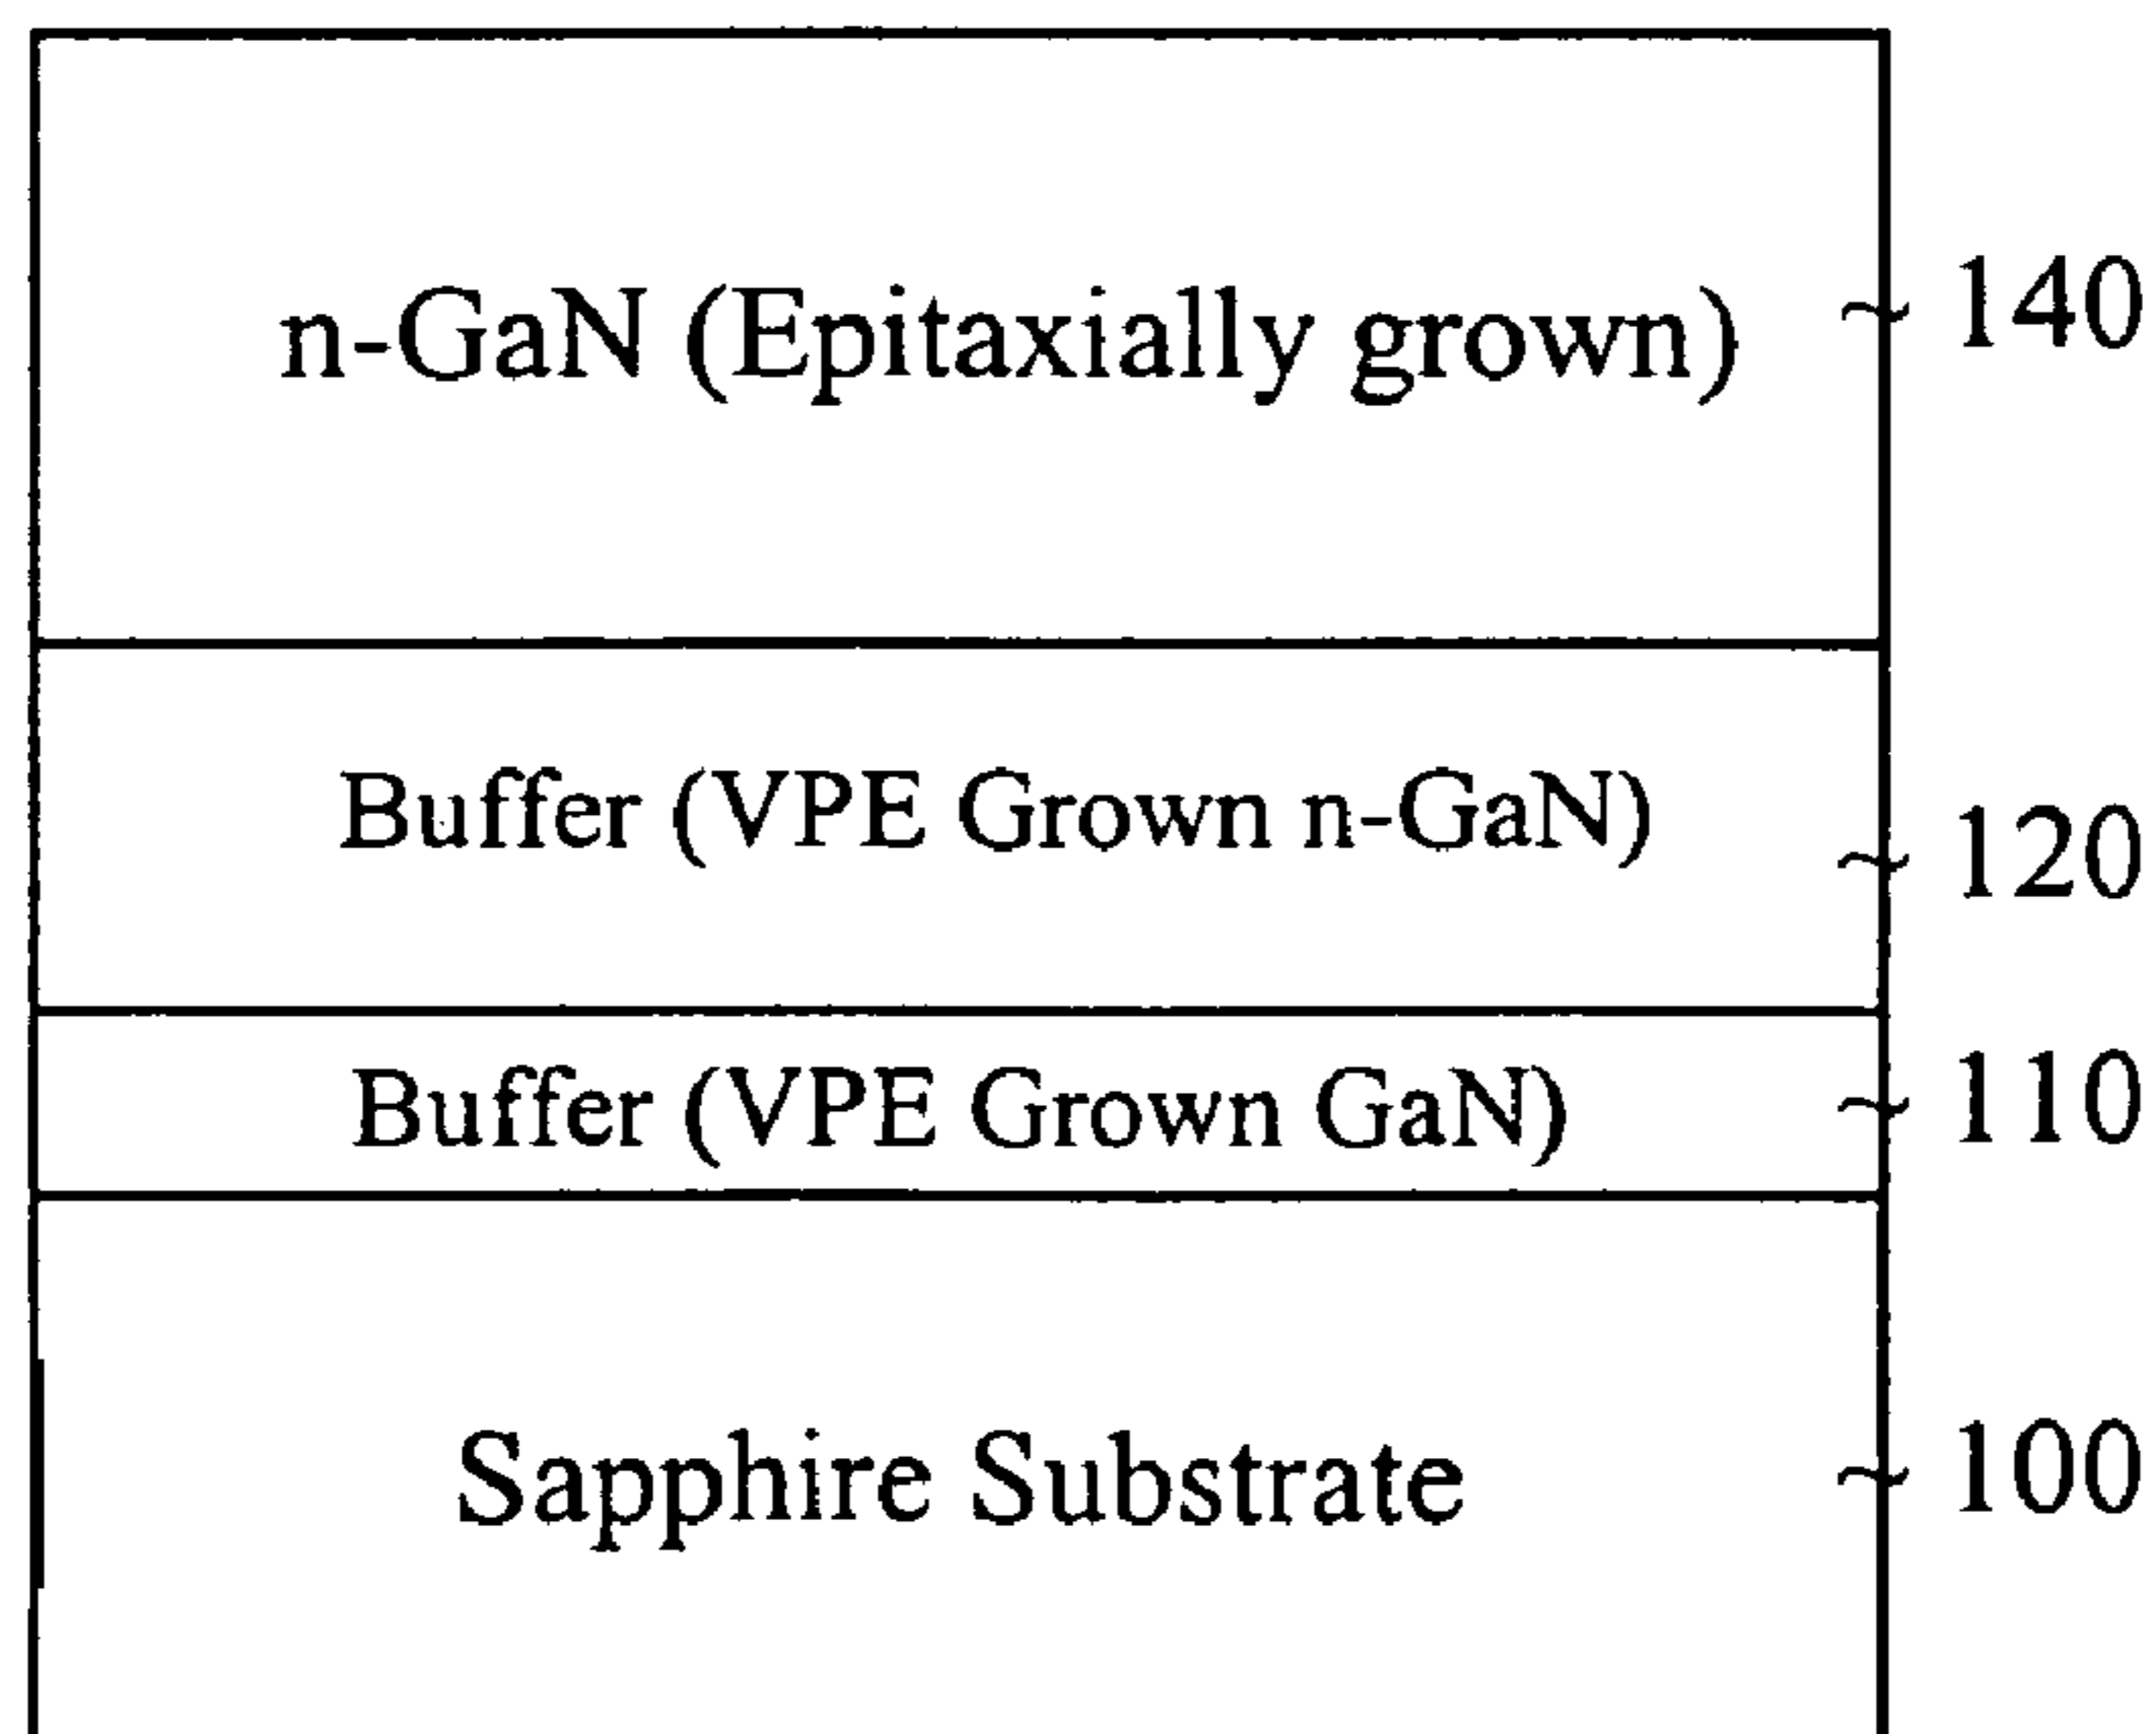 n-GaN (Epitaxially grown) ~ 140
Buffer (VPE Grown n-GaN) ~ 120
Buffer (VPE Grown GaN) ~ 110
Sapphire Substrate ~ 100